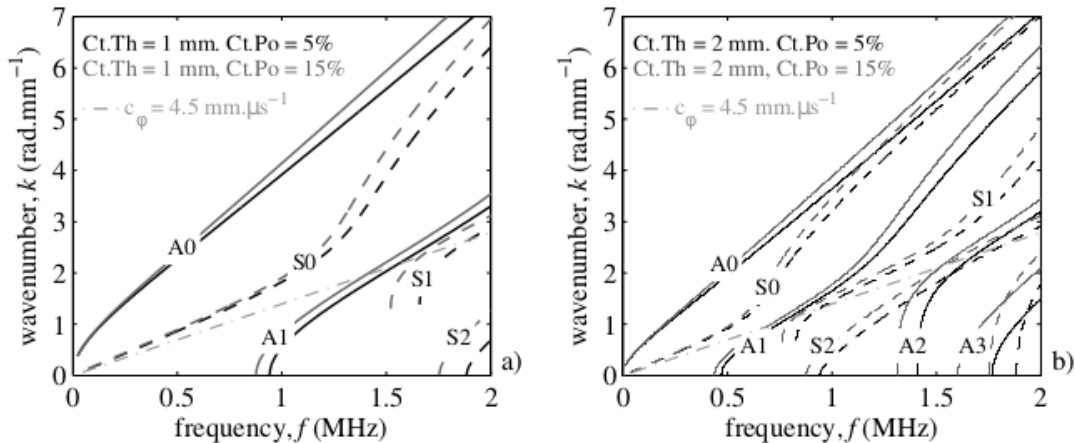 7
6
5
4
3
2
1
0
wavenumber, k (rad.mm⁻¹)
Ct.Th = 1 mm. Ct.Po = 5%
Ct.Th = 1 mm, Ct.Po = 15%
cφ = 4.5 mm.µs⁻¹
A0
S0
S1
A1
S2
a)
0 0.5 1 1.5 2
frequency, f (MHz)
7
6
5
4
3
2
1
0
wavenumber, k (rad.mm⁻¹)
Ct.Th = 2 mm. Ct.Po = 5%
Ct.Th = 2 mm, Ct.Po = 15%
cφ = 4.5 mm.µs⁻¹
S1
A0
S0
A1
S2
A2
A3
b)
0 0.5 1 1.5 2
frequency, f (MHz)